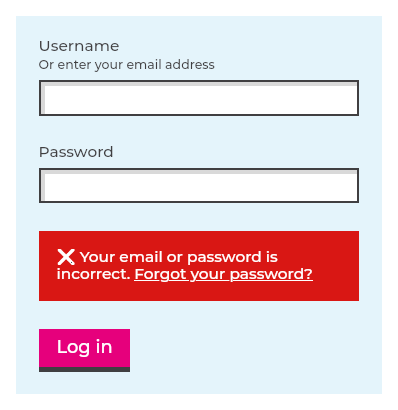 Username
Or enter your email address
Password
Your email or password is
incorrect. Forgot your password?
Log in